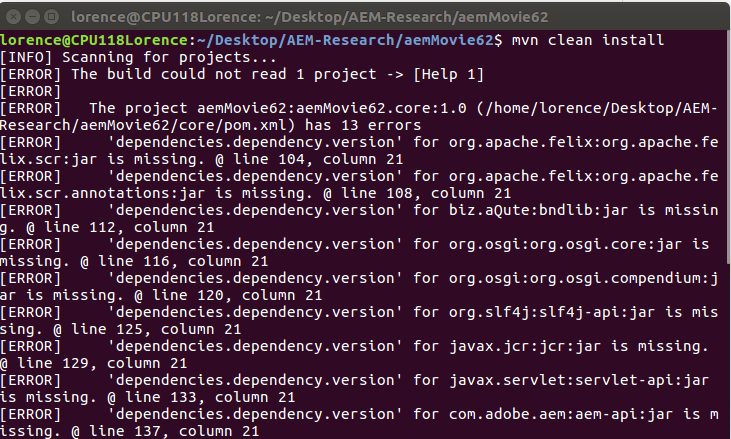 lorence@CPU118Lorence: ~/Desktop/AEM-Research/aemMovie62
lorence@CPU118Lorence:~/Desktop/AEM-Research/aemMovie62$ mvn clean install
[INFO] Scanning for projects...
[ERROR] The build could not read 1 project -> [Help 1]
[ERROR]
[ERROR]   The project aemMovie62:aemMovie62.core:1.0 (/home/lorence/Desktop/AEM-
Research/aemMovie62/core/pom.xml) has 13 errors
[ERROR]     'dependencies.dependency.version' for org.apache.felix:org.apache.fe
lix.scr:jar is missing. @ line 104, column 21
[ERROR]     'dependencies.dependency.version' for org.apache.felix:org.apache.fe
lix.scr.annotations:jar is missing. @ line 108, column 21
[ERROR]     'dependencies.dependency.version' for biz.aQute:bndlib:jar is missin
g. @ line 112, column 21
[ERROR]     'dependencies.dependency.version' for org.osgi:org.osgi.core:jar is 
missing. @ line 116, column 21
[ERROR]     'dependencies.dependency.version' for org.osgi:org.osgi.compendium:j
ar is missing. @ line 120, column 21
[ERROR]     'dependencies.dependency.version' for org.slf4j:slf4j-api:jar is mis
sing. @ line 125, column 21
[ERROR]     'dependencies.dependency.version' for javax.jcr:jcr:jar is missing. 
@ line 129, column 21
[ERROR]     'dependencies.dependency.version' for javax.servlet:servlet-api:jar 
is missing. @ line 133, column 21
[ERROR]     'dependencies.dependency.version' for com.adobe.aem:aem-api:jar is m
issing. @ line 137, column 21